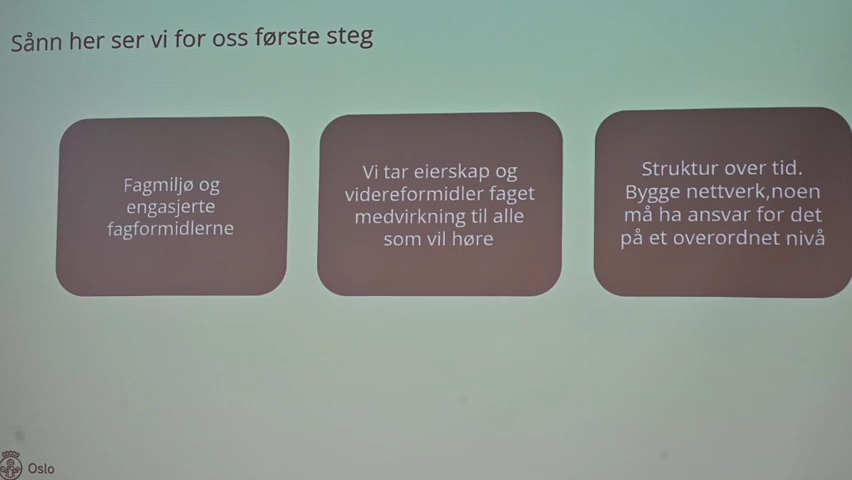 Sånn her ser vi for oss første steg
Fagmiljø og
engasjerte
fagformidlerne
Vi tar eierskap og
videreformidler faget
medvirkning til alle
som vil høre
Struktur over tid.
Bygge nettverk,noen
må ha ansvar for det
på et overordnet nivå
Oslo